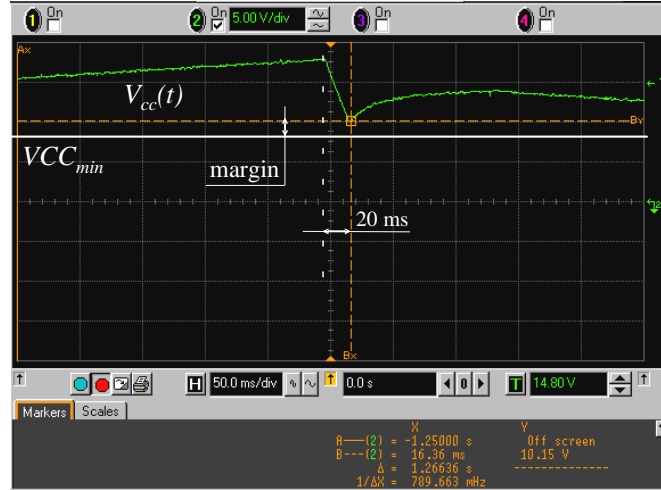 1 On 2 On 5.00 V/div 3 On 4 On
Ax
Vcc(t)
By
VCCmin
margin
2
20 ms
Bx
H 50.0 ms/div 0.0 s 0 T 14.80 V
Markers Scales
X Y
A──(2) = -1.25000 s Off screen
B---(2) = 16.36 ms 10.15 V
Δ = 1.26636 s --------------
1/ΔX = 789.663 mHz